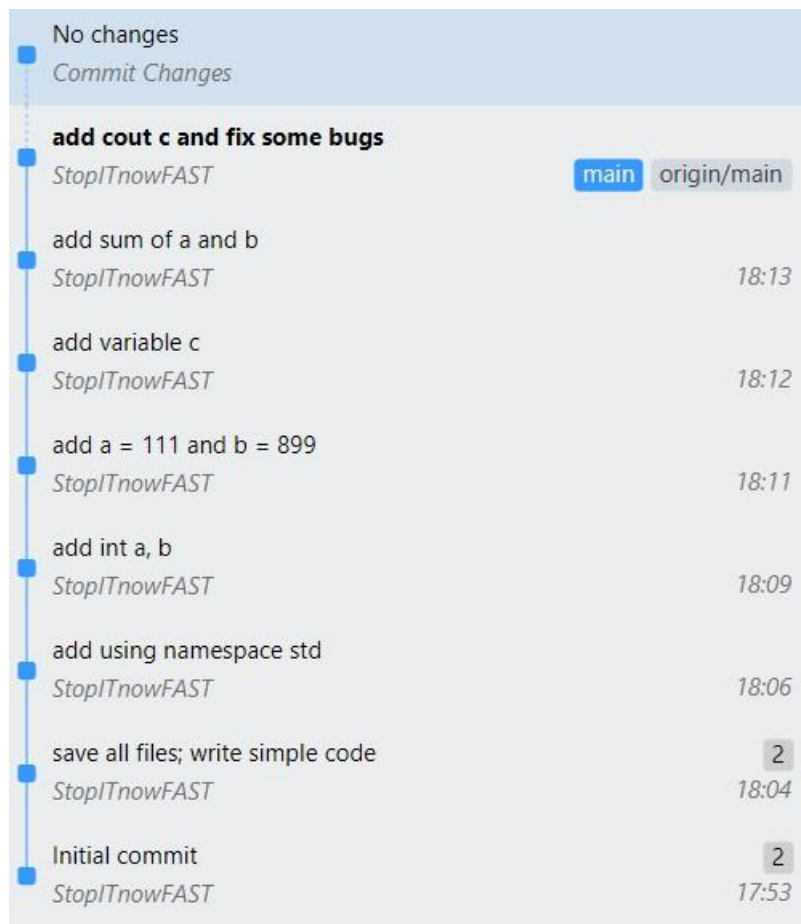 No changes
Commit Changes
add cout c and fix some bugs
StopITnowFAST main origin/main
add sum of a and b
StopITnowFAST 18:13
add variable c
StopITnowFAST 18:12
add a = 111 and b = 899
StopITnowFAST 18:11
add int a, b
StopITnowFAST 18:09
add using namespace std
StopITnowFAST 18:06
save all files; write simple code 2
StopITnowFAST 18:04
Initial commit 2
StopITnowFAST 17:53